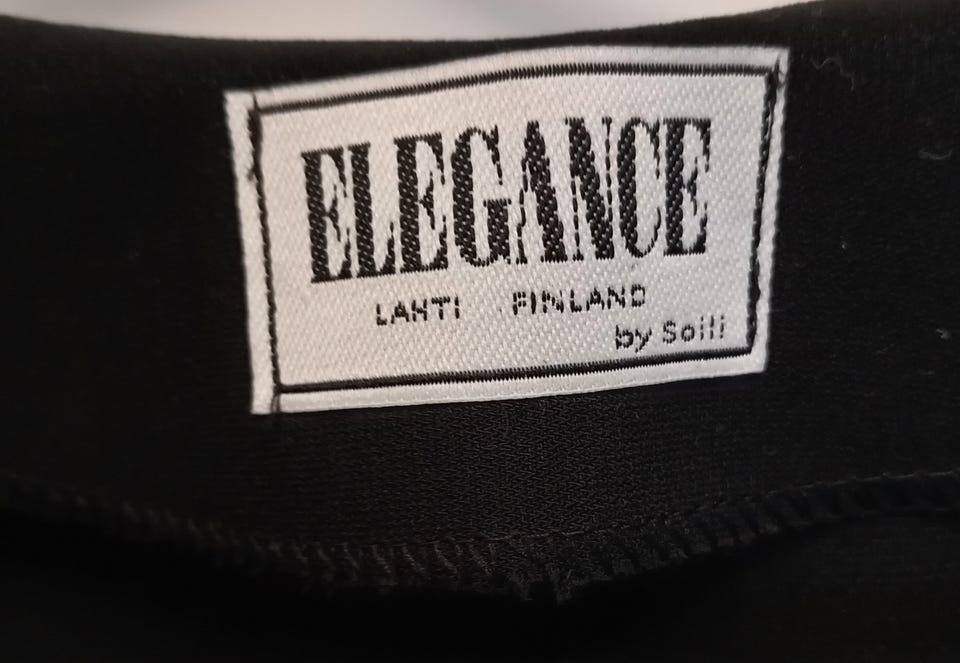 ELEGANCE
LAHTI FINLAND
by Soili